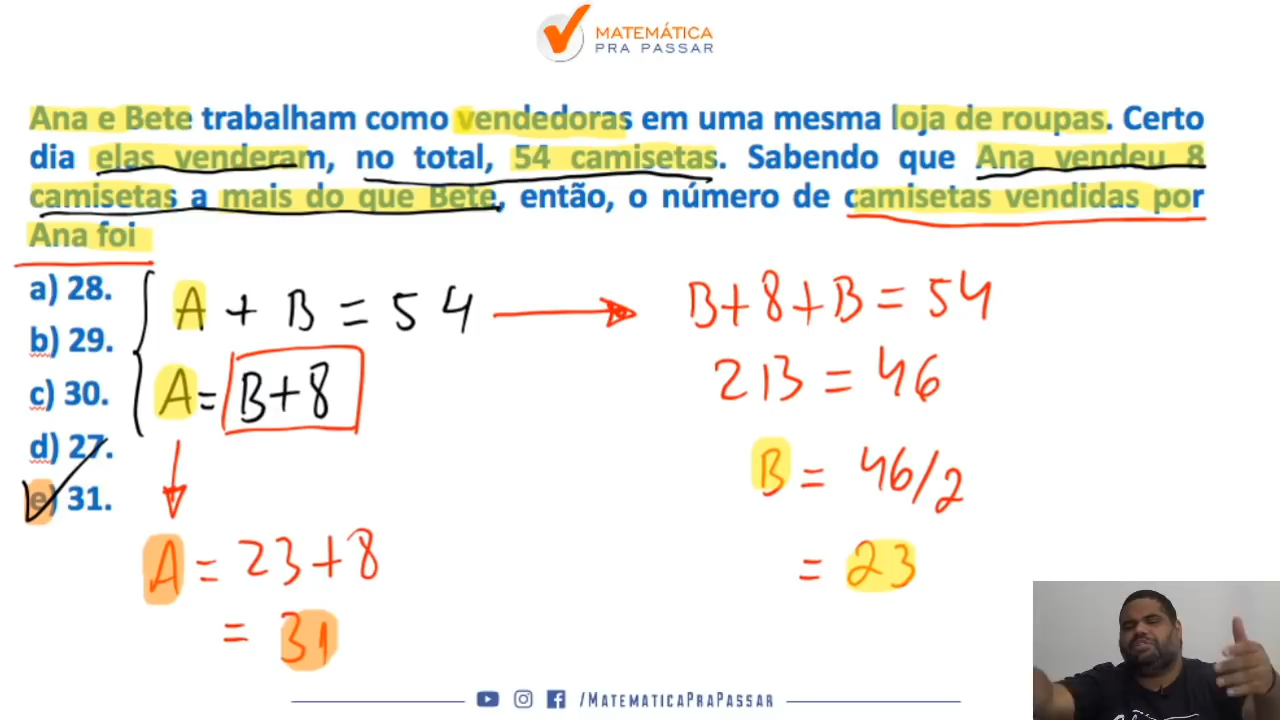 MATEMÁTICA
PRA PASSAR
Ana e Bete trabalham como vendedoras em uma mesma loja de roupas. Certo
dia elas venderam, no total, 54 camisetas. Sabendo que Ana vendeu 8
camisetas a mais do que Bete, então, o número de camisetas vendidas por
Ana foi
a) 28.
b) 29.
c) 30.
d) 27.
e) 31.
A + B = 54
A = B+8
A = 23+8
= 31
B+8+B = 54
2B = 46
B = 46/2
= 23
/MATEMATICAPRAPASSAR